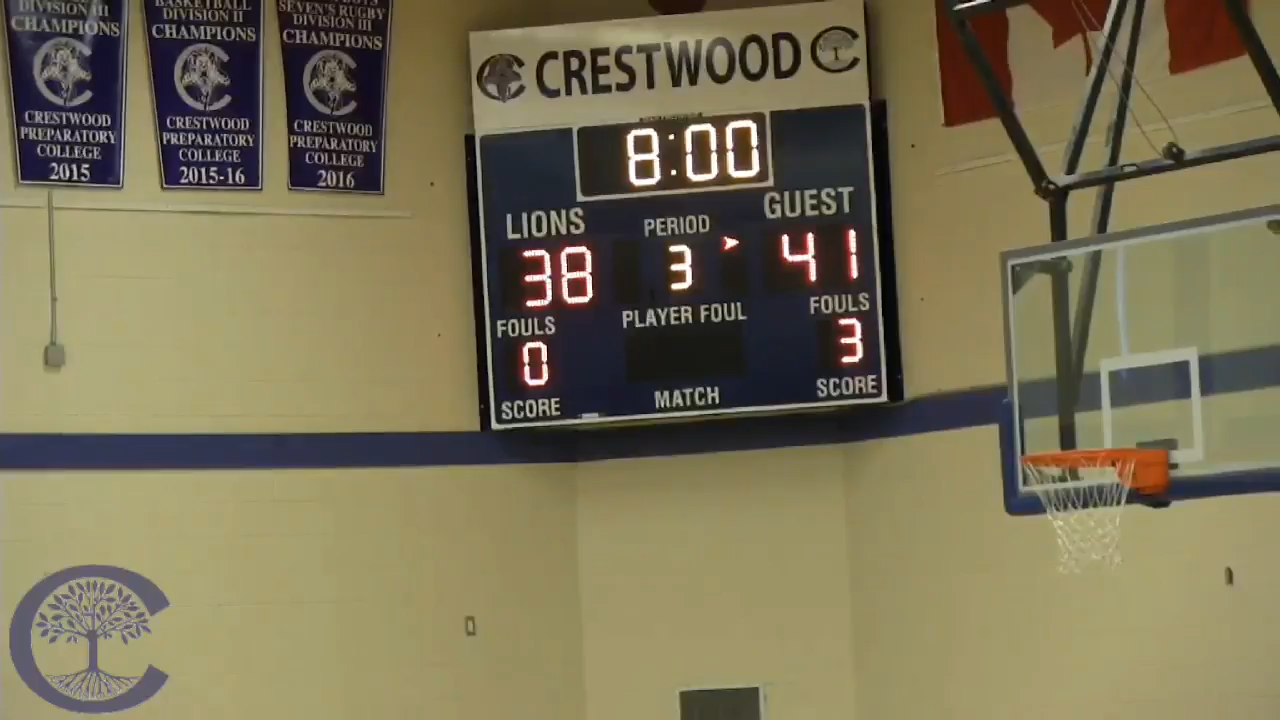 DIVISION III
CHAMPIONS
CRESTWOOD
PREPARATORY
COLLEGE
2015
BASKETBALL
DIVISION II
CHAMPIONS
CRESTWOOD
PREPARATORY
COLLEGE
2015-16
SEVEN'S RUGBY
DIVISION III
CHAMPIONS
CRESTWOOD
PREPARATORY
COLLEGE
2016
CRESTWOOD
8:00
LIONS
PERIOD
GUEST
38
3
41
FOULS
PLAYER FOUL
FOULS
0
3
SCORE
MATCH
SCORE